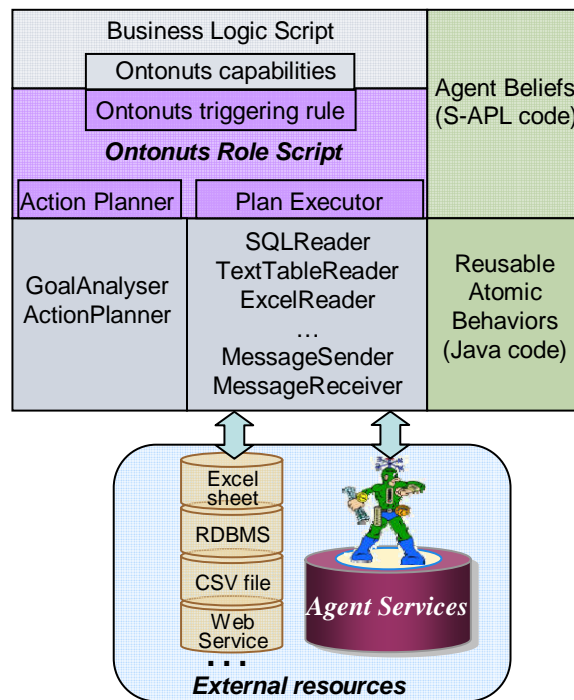 Business Logic Script
Ontonuts capabilities
Ontonuts triggering rule
Ontonuts Role Script
Action Planner
Plan Executor
Agent Beliefs
(S-APL code)
GoalAnalyser
ActionPlanner
SQLReader
TextTableReader
ExcelReader
…
MessageSender
MessageReceiver
Reusable
Atomic
Behaviors
(Java code)
Excel
sheet
RDBMS
CSV file
Web
Service
...
Agent Services
External resources